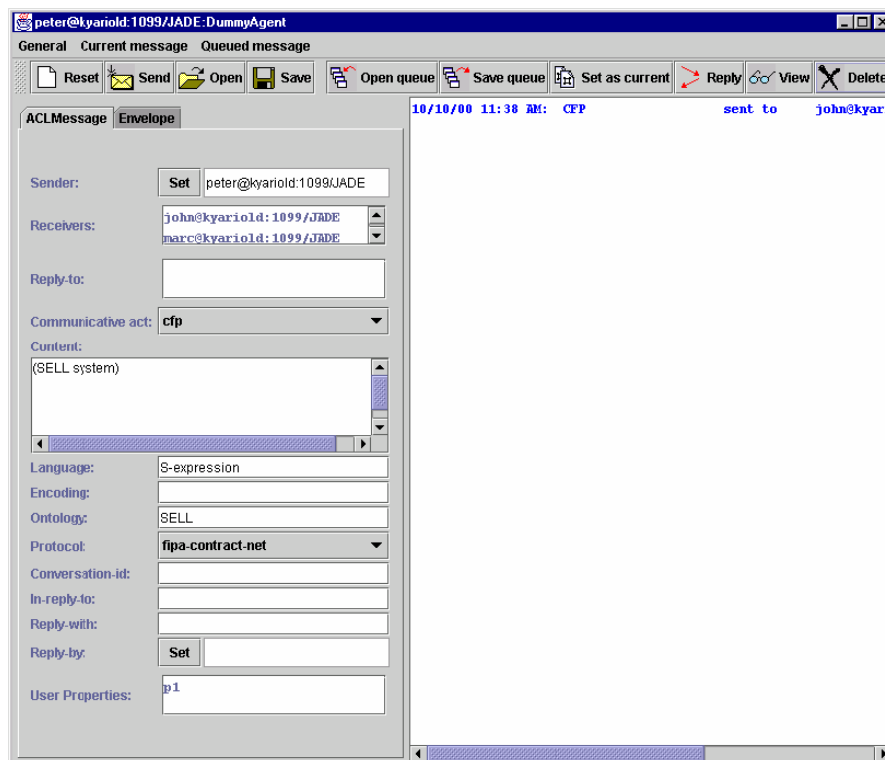 peter@kyariold:1099/JADE:DummyAgent
General Current message Queued message
Reset Send Open Save Open queue Save queue Set as current Reply View Delete
ACLMessage Envelope
10/10/00 11:38 AM: CFP sent to john@kyar
Sender: Set peter@kyariold:1099/JADE
Receivers: john@kyariold:1099/JADE
marc@kyariold:1099/JADE
Reply-to:
Communicative act: cfp
Content:
(SELL system)
Language: S-expression
Encoding:
Ontology: SELL
Protocol: fipa-contract-net
Conversation-id:
In-reply-to:
Reply-with:
Reply-by: Set
User Properties: p1